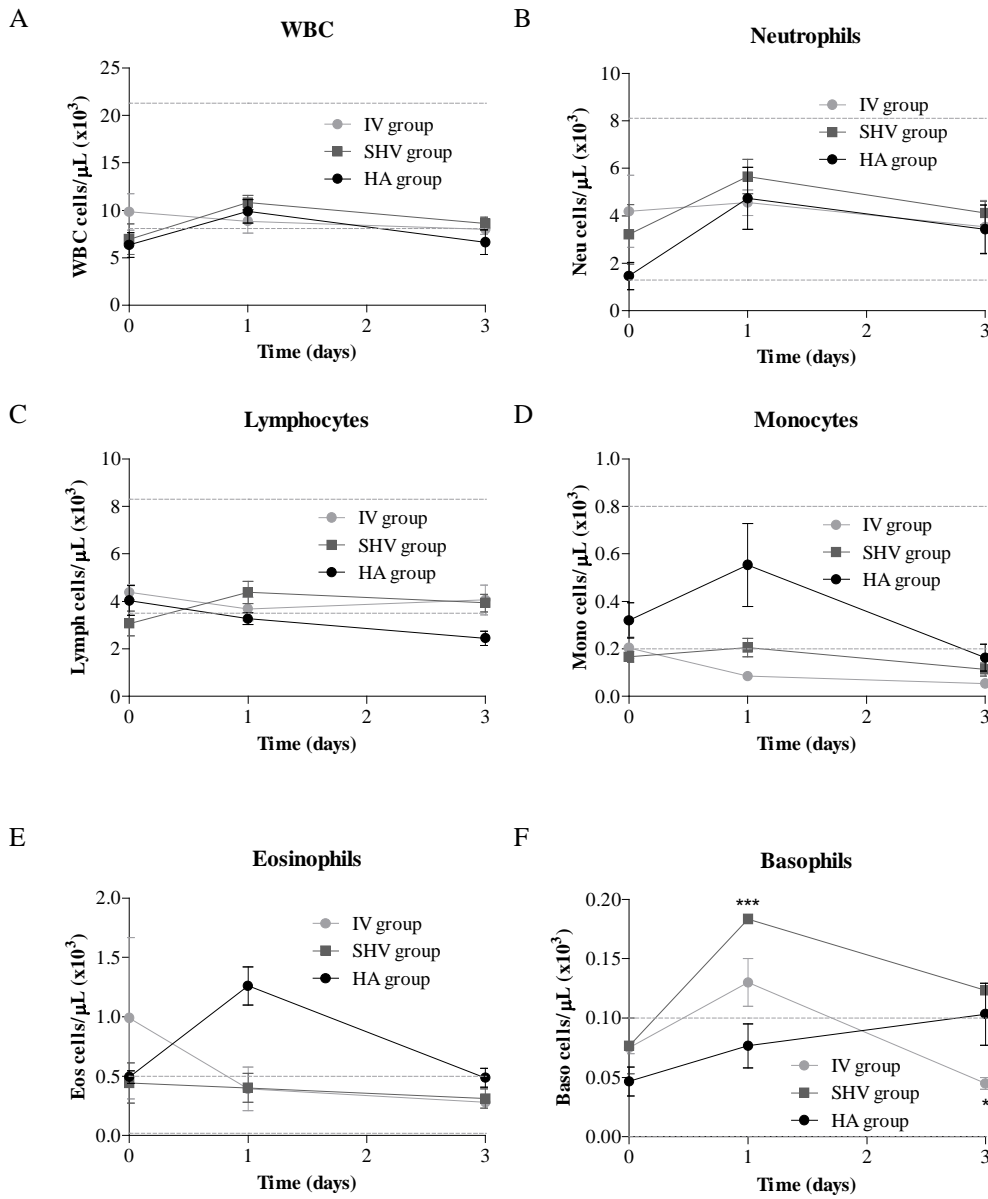 A
WBC
WBC cells/μL (x10³)
25
20
15
10
5
0
0 1 2 3
Time (days)
IV group
SHV group
HA group
B
Neutrophils
Neu cells/μL (x10³)
10
8
6
4
2
0
0 1 2 3
Time (days)
IV group
SHV group
HA group
C
Lymphocytes
Lymph cells/μL (x10³)
10
8
6
4
2
0
0 1 2 3
Time (days)
IV group
SHV group
HA group
D
Monocytes
Mono cells/μL (x10³)
1.0
0.8
0.6
0.4
0.2
0.0
0 1 2 3
Time (days)
IV group
SHV group
HA group
E
Eosinophils
Eos cells/μL (x10³)
2.0
1.5
1.0
0.5
0.0
0 1 2 3
Time (days)
IV group
SHV group
HA group
F
Basophils
Baso cells/μL (x10³)
0.20
0.15
0.10
0.05
0.00
0 1 2 3
Time (days)
***
*
IV group
SHV group
HA group